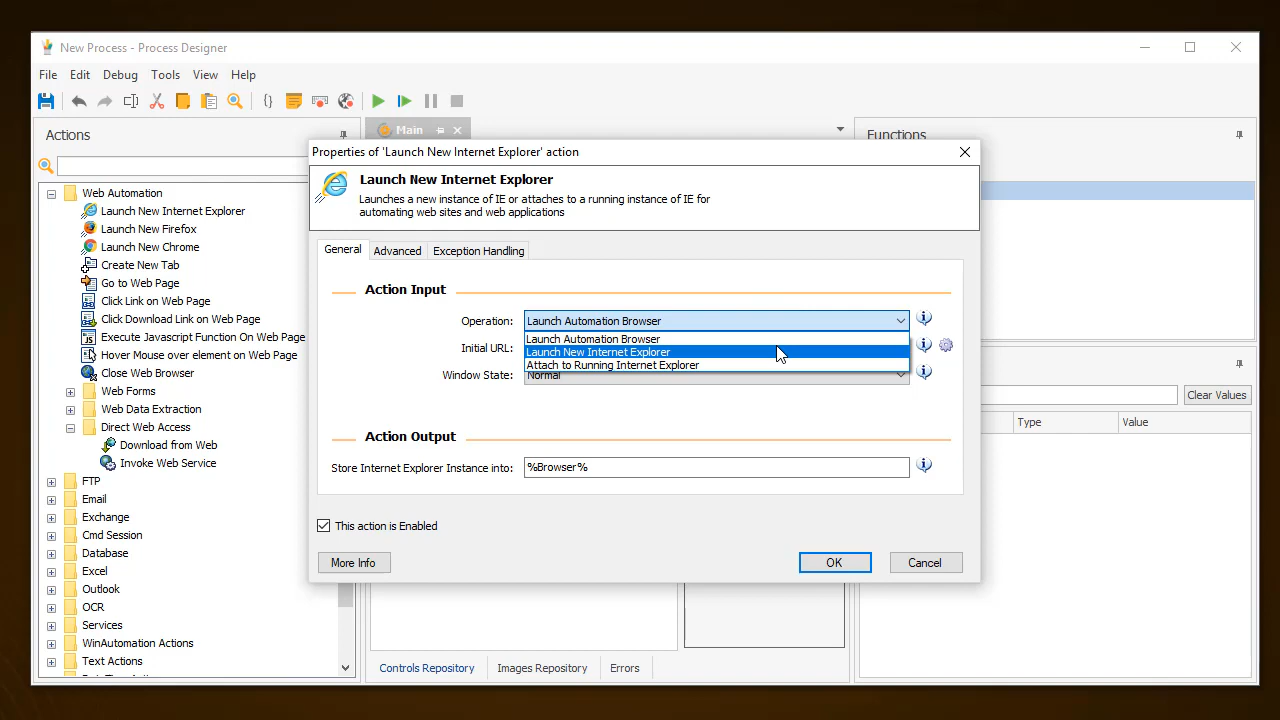 New Process - Process Designer
File Edit Debug Tools View Help
Actions
Main
Functions
Properties of 'Launch New Internet Explorer' action
Launch New Internet Explorer
Launches a new instance of IE or attaches to a running instance of IE for
automating web sites and web applications
General
Advanced
Exception Handling
Action Input
Operation:
Launch Automation Browser
Launch Automation Browser
Launch New Internet Explorer
Attach to Running Internet Explorer
Initial URL:
Window State:
Normal
Action Output
Store Internet Explorer Instance into:
%Browser%
This action is Enabled
More Info
OK
Cancel
Web Automation
Launch New Internet Explorer
Launch New Firefox
Launch New Chrome
Create New Tab
Go to Web Page
Click Link on Web Page
Click Download Link on Web Page
Execute Javascript Function On Web Page
Hover Mouse over element on Web Page
Close Web Browser
Web Forms
Web Data Extraction
Direct Web Access
Download from Web
Invoke Web Service
FTP
Email
Exchange
Cmd Session
Database
Excel
Outlook
OCR
Services
WinAutomation Actions
Text Actions
Clear Values
Type
Value
Controls Repository
Images Repository
Errors